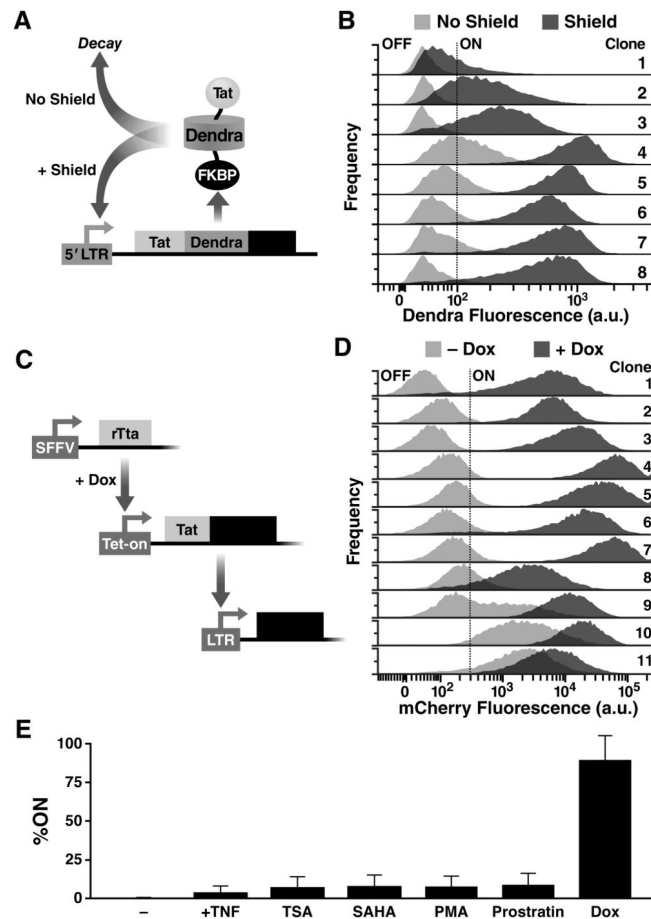 A
Decay
No Shield
+ Shield
Tat
Dendra
FKBP
5' LTR
Tat Dendra
B
No Shield Shield
OFF ON Clone
1
2
3
4
5
6
7
8
Frequency
0 10² 10³
Dendra Fluorescence (a.u.)
C
SFFV
rTta
+ Dox
Tet-on
Tat
LTR
D
– Dox + Dox
OFF ON Clone
1
2
3
4
5
6
7
8
9
10
11
Frequency
0 10² 10³ 10⁴ 10⁵
mCherry Fluorescence (a.u.)
E
%ON
100
75
50
25
0
– +TNF TSA SAHA PMA Prostratin Dox